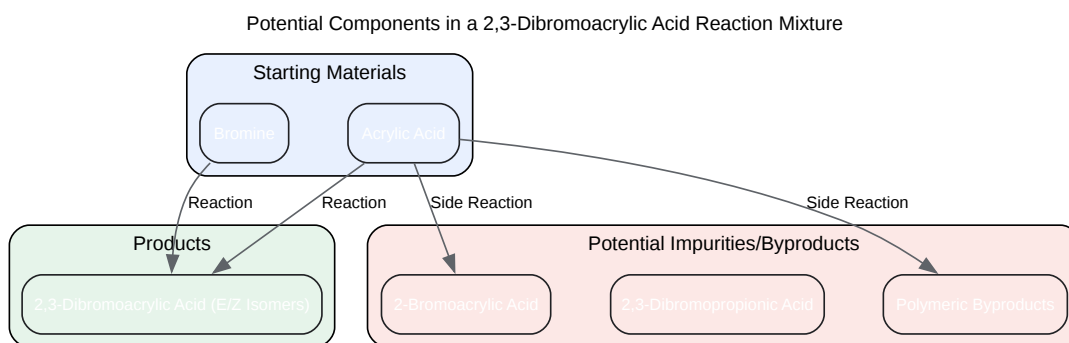 Potential Components in a 2,3-Dibromoacrylic Acid Reaction Mixture
Starting Materials
Bromine
Acrylic Acid
Reaction
Reaction
Side Reaction
Side Reaction
Products
Potential Impurities/Byproducts
2,3-Dibromoacrylic Acid (E/Z Isomers)
2-Bromoacrylic Acid
2,3-Dibromopropionic Acid
Polymeric Byproducts